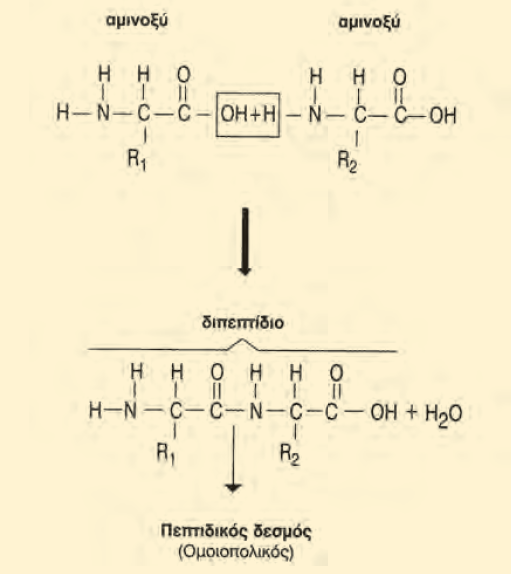 αμινοξύ αμινοξύ
H H O H H O
H—N—C—C—OH+H—N—C—C—OH
R₁ R₂
διπεπτίδιο
H H O H H O
H—N—C—C—N—C—C—OH + H₂O
R₁ R₂
Πεπτιδικός δεσμός
(Ομοιοπολικός)